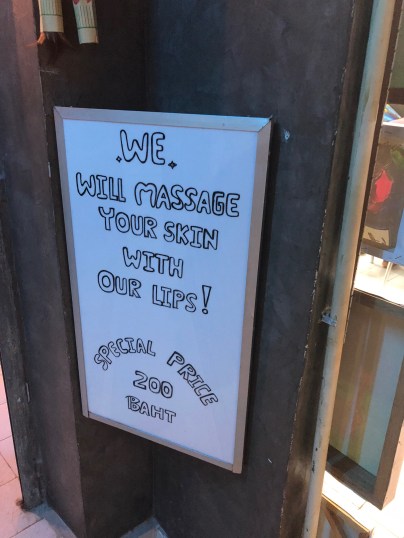 WE
WILL MASSAGE
YOUR SKIN
WITH
OUR LIPS!
SPECIAL PRICE
200
BAHT